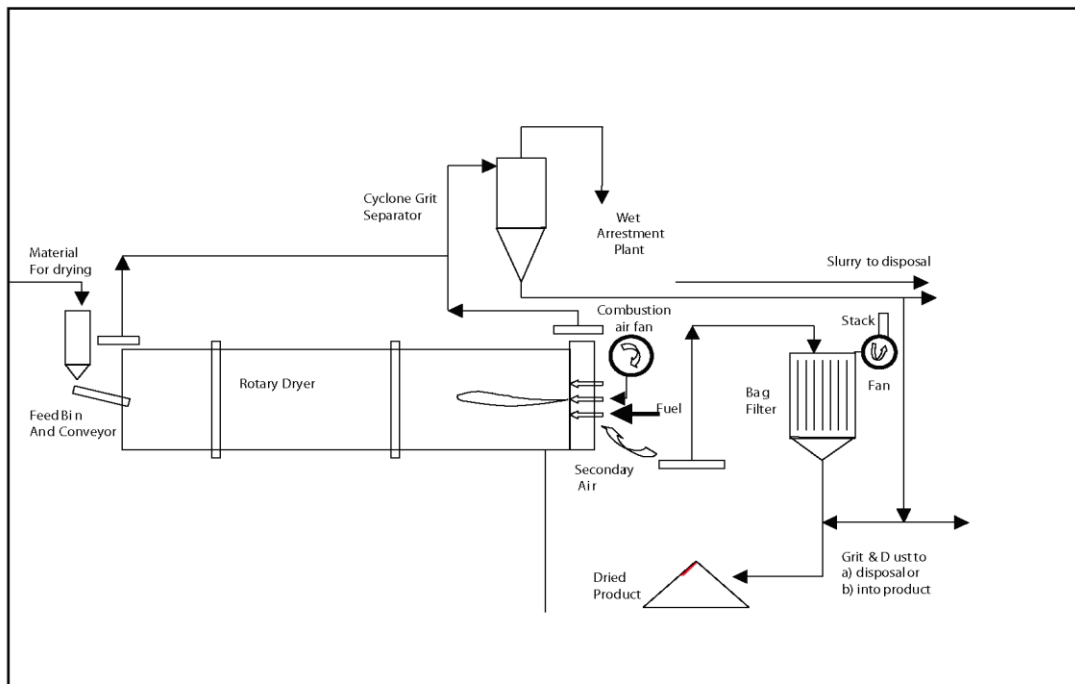 Cyclone Grit
Separator
Wet
Arrestment
Plant
Material
For drying
Slurry to disposal
Combustion
air fan
Stack
Rotary Dryer
Bag
Filter
Fan
Fuel
Feed Bin
And Conveyor
Seconday
Air
Grit & D ust to
a) disposal or
b) into product
Dried
Product